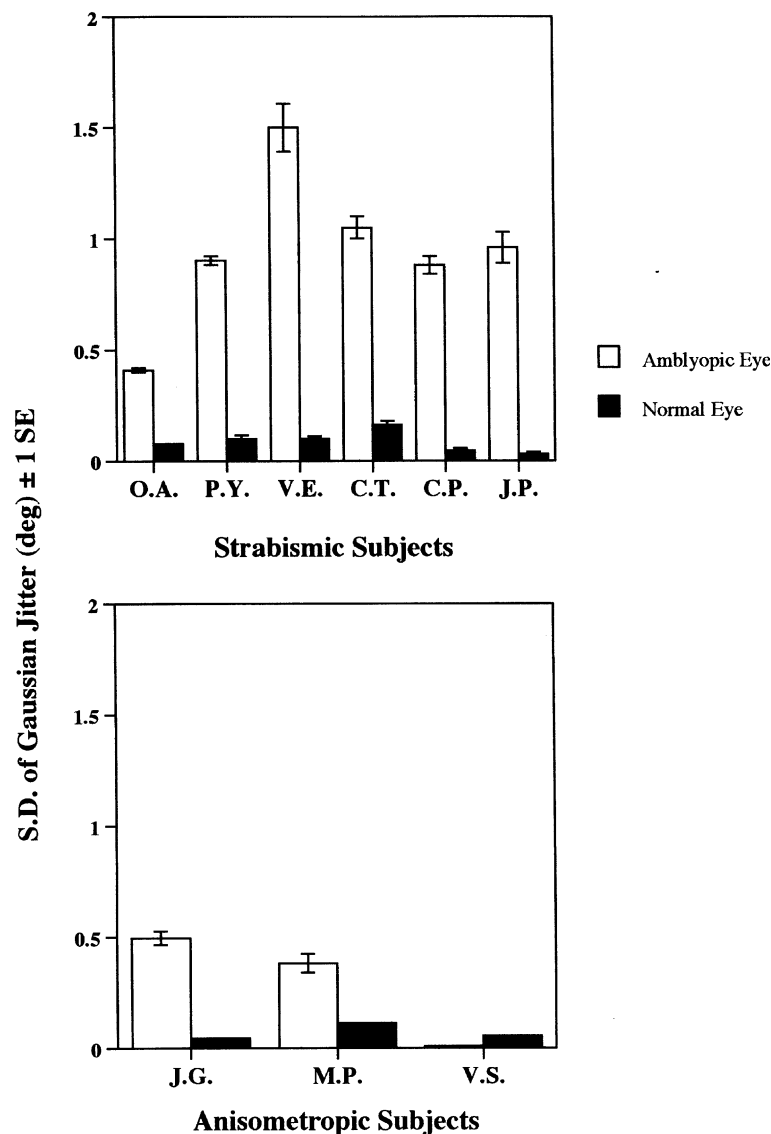 2
1.5
1
0.5
0
O.A. P.Y. V.E. C.T. C.P. J.P.
Strabismic Subjects
Amblyopic Eye
Normal Eye
S.D. of Gaussian Jitter (deg) ± 1 SE
2
1.5
1
0.5
0
J.G. M.P. V.S.
Anisometropic Subjects